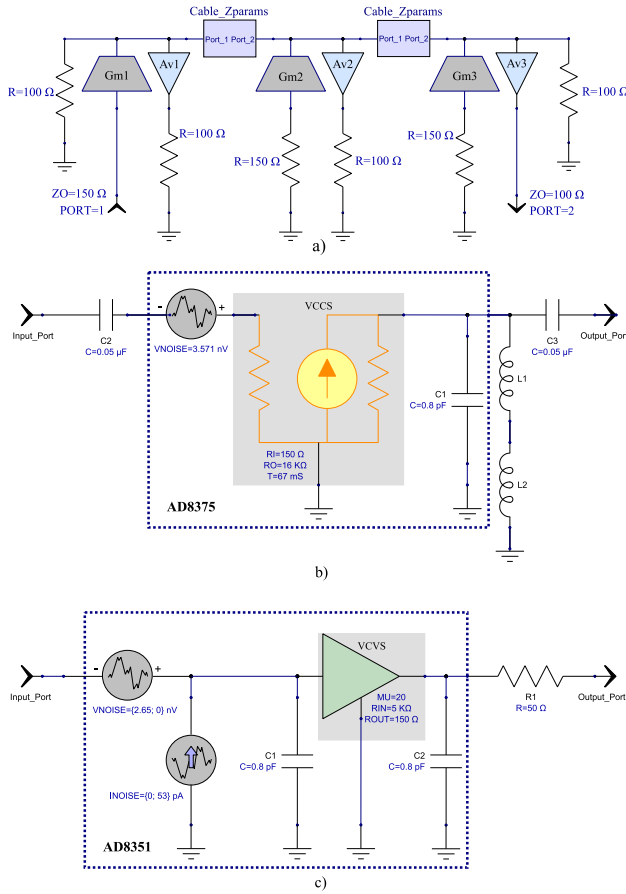 Cable_Zparams
Cable_Zparams
Port_1 Port_2
Port_1 Port_2
Gm1
Av1
Gm2
Av2
Gm3
Av3
R=100 Ω
R=100 Ω
R=150 Ω
R=100 Ω
R=150 Ω
R=100 Ω
ZO=150 Ω
PORT=1
ZO=100 Ω
PORT=2
a)
VCCS
Input_Port
C2
C=0.05 µF
- +
VNOISE=3.571 nV
RI=150 Ω
RO=16 KΩ
T=67 mS
C1
C=0.8 pF
C3
C=0.05 µF
Output_Port
L1
L2
AD8375
b)
VCVS
Input_Port
- +
VNOISE={2.65; 0} nV
MU=20
RIN=5 KΩ
ROUT=150 Ω
R1
R=50 Ω
Output_Port
INOISE={0; 53} pA
C1
C=0.8 pF
C2
C=0.8 pF
AD8351
c)